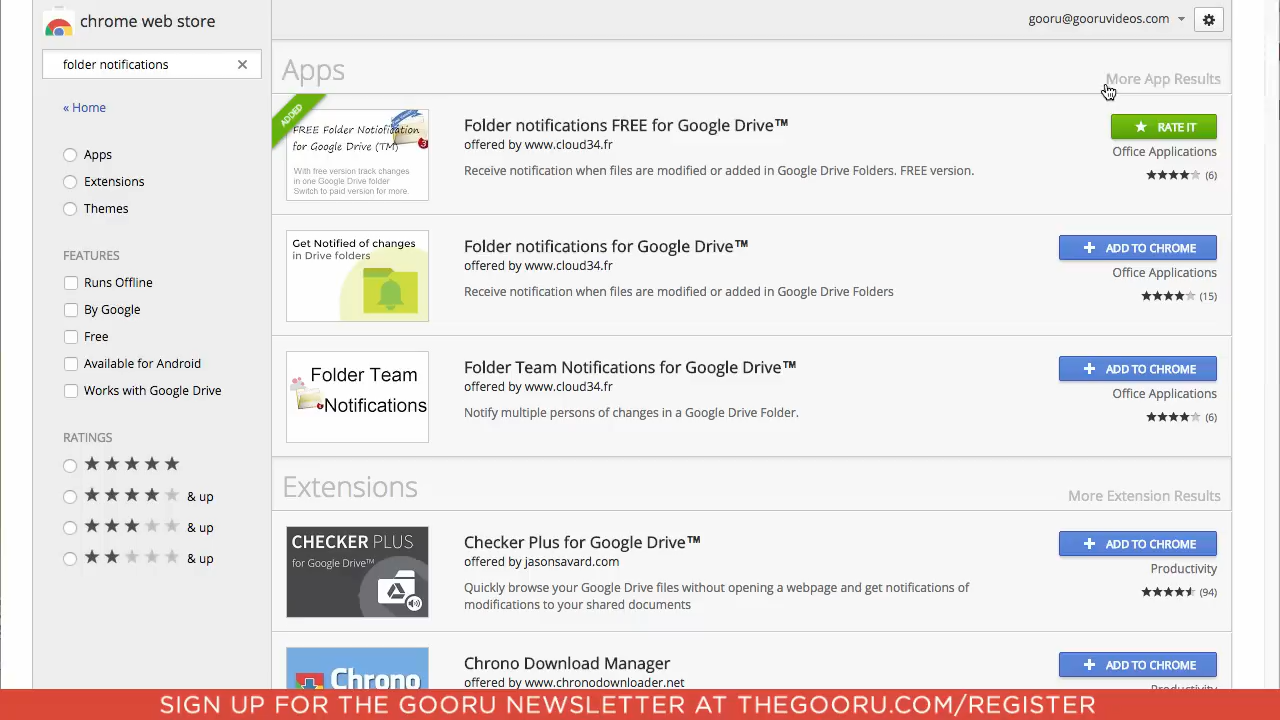 chrome web store
gooru@gooruvideos.com
folder notifications
« Home
Apps
Extensions
Themes
FEATURES
Runs Offline
By Google
Free
Available for Android
Works with Google Drive
RATINGS
& up
& up
& up
Apps
More App Results
ADDED
FREE Folder Notiofication
for Google Drive (TM)
With free version track changes
in one Google Drive folder
Switch to paid version for more.
3
Folder notifications FREE for Google Drive™
offered by www.cloud34.fr
Receive notification when files are modified or added in Google Drive Folders. FREE version.
RATE IT
Office Applications
(6)
Get Notified of changes
in Drive folders
Folder notifications for Google Drive™
offered by www.cloud34.fr
Receive notification when files are modified or added in Google Drive Folders
ADD TO CHROME
Office Applications
(15)
Folder Team
Notifications
Folder Team Notifications for Google Drive™
offered by www.cloud34.fr
Notify multiple persons of changes in a Google Drive Folder.
ADD TO CHROME
Office Applications
(6)
Extensions
More Extension Results
CHECKER PLUS
for Google Drive™
Checker Plus for Google Drive™
offered by jasonsavard.com
Quickly browse your Google Drive files without opening a webpage and get notifications of
modifications to your shared documents
ADD TO CHROME
Productivity
(94)
Chrono
Chrono Download Manager
offered by www.chronodownloader.net
ADD TO CHROME
Productivity
SIGN UP FOR THE GOORU NEWSLETTER AT THEGOORU.COM/REGISTER